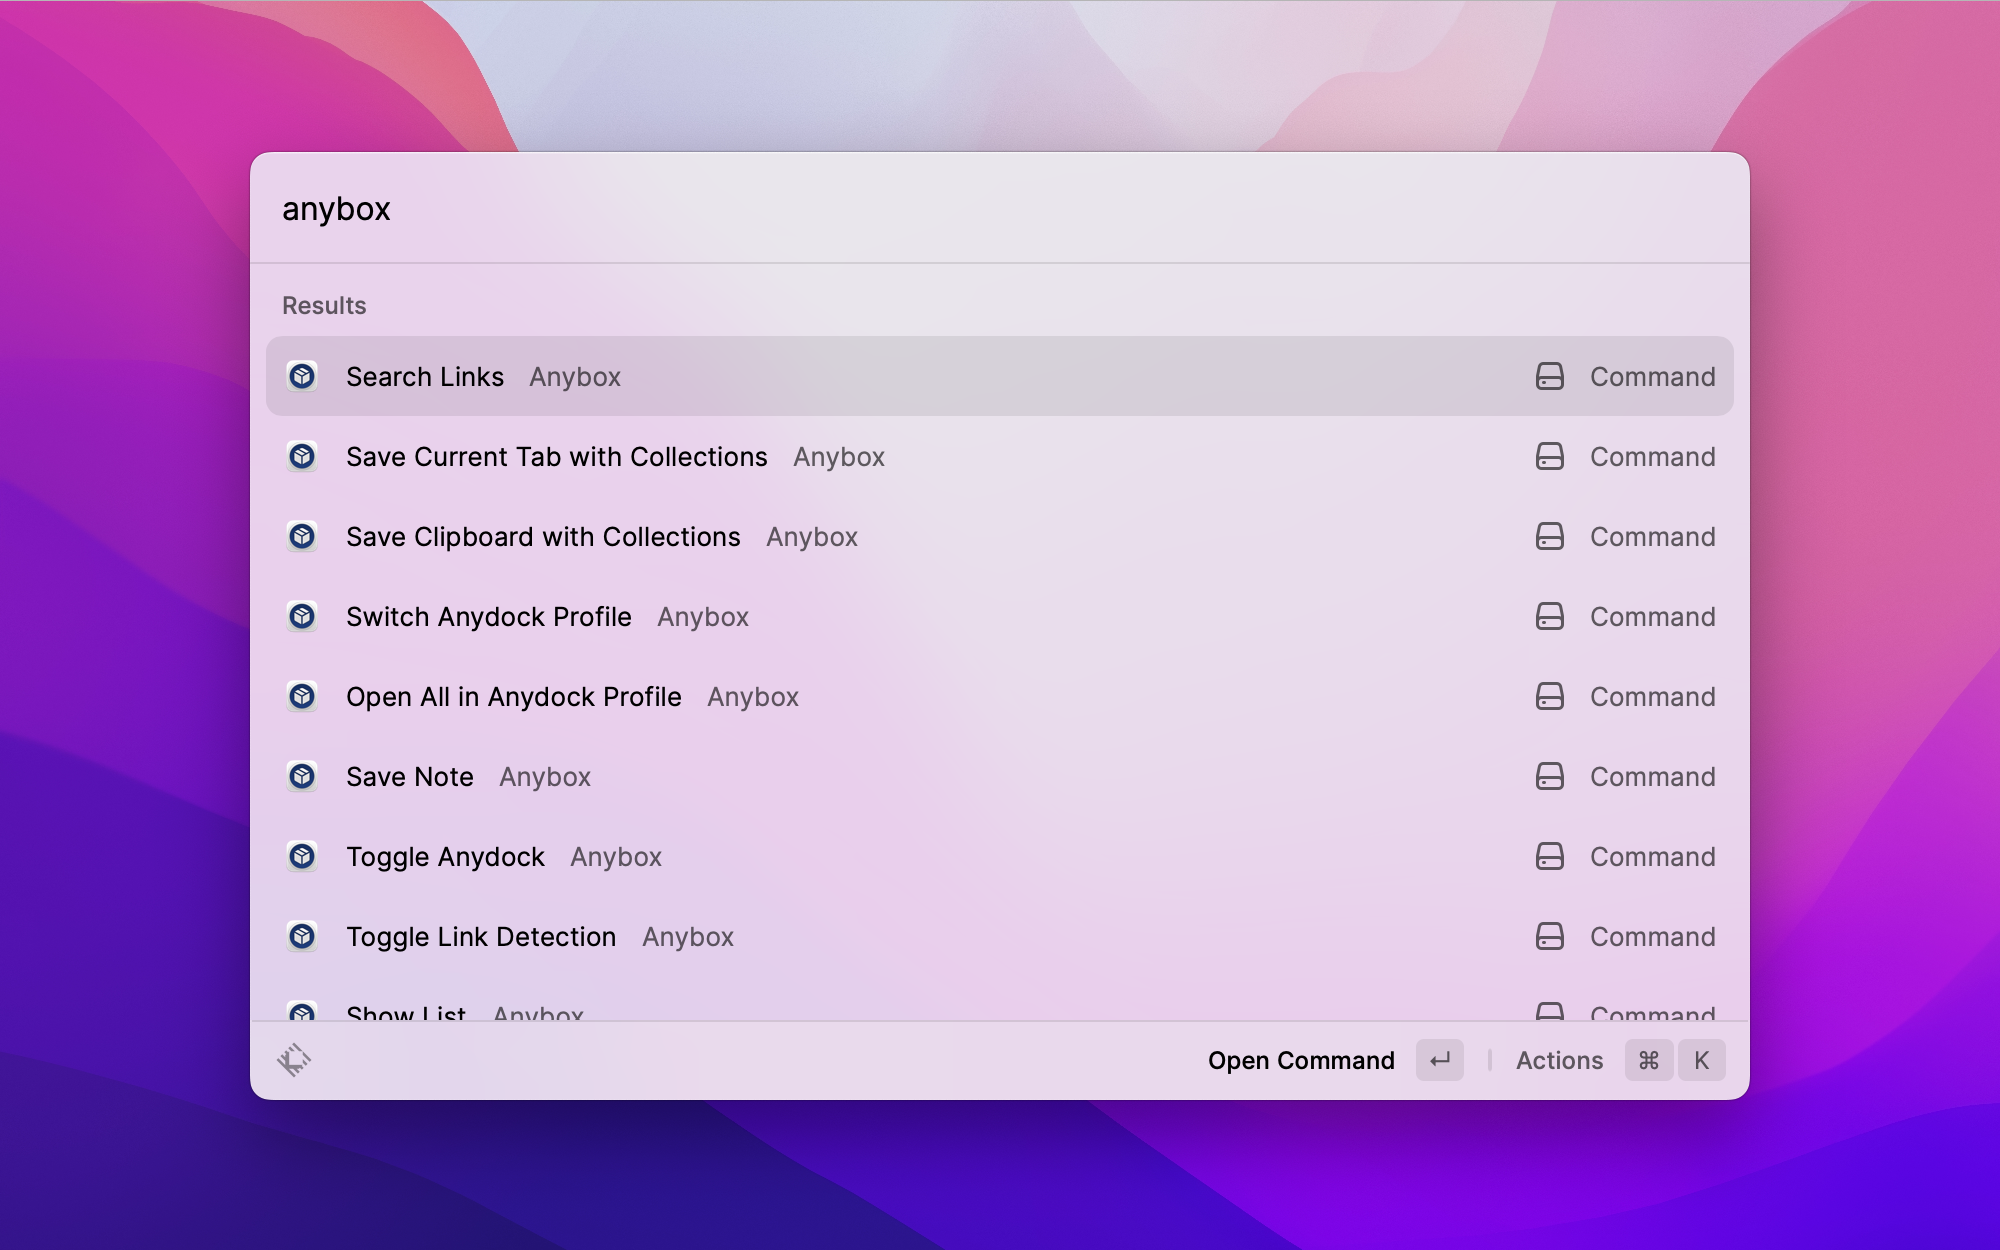 anybox
Results
Search Links Anybox Command
Save Current Tab with Collections Anybox Command
Save Clipboard with Collections Anybox Command
Switch Anydock Profile Anybox Command
Open All in Anydock Profile Anybox Command
Save Note Anybox Command
Toggle Anydock Anybox Command
Toggle Link Detection Anybox Command
Show List Anybox Command
Open Command ↵ Actions ⌘ K